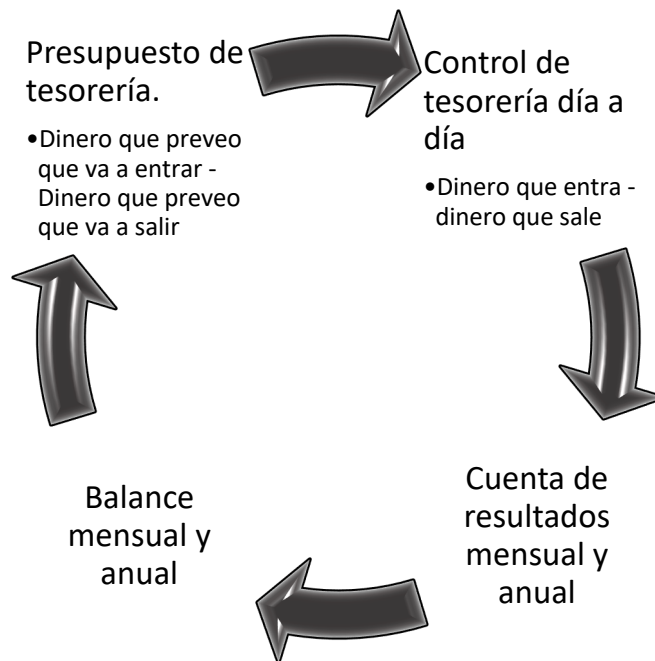 Presupuesto de
tesorería.
•Dinero que preveo
que va a entrar -
Dinero que preveo
que va a salir
Control de
tesorería día a
día
•Dinero que entra -
dinero que sale
Cuenta de
resultados
mensual y
anual
Balance
mensual y
anual